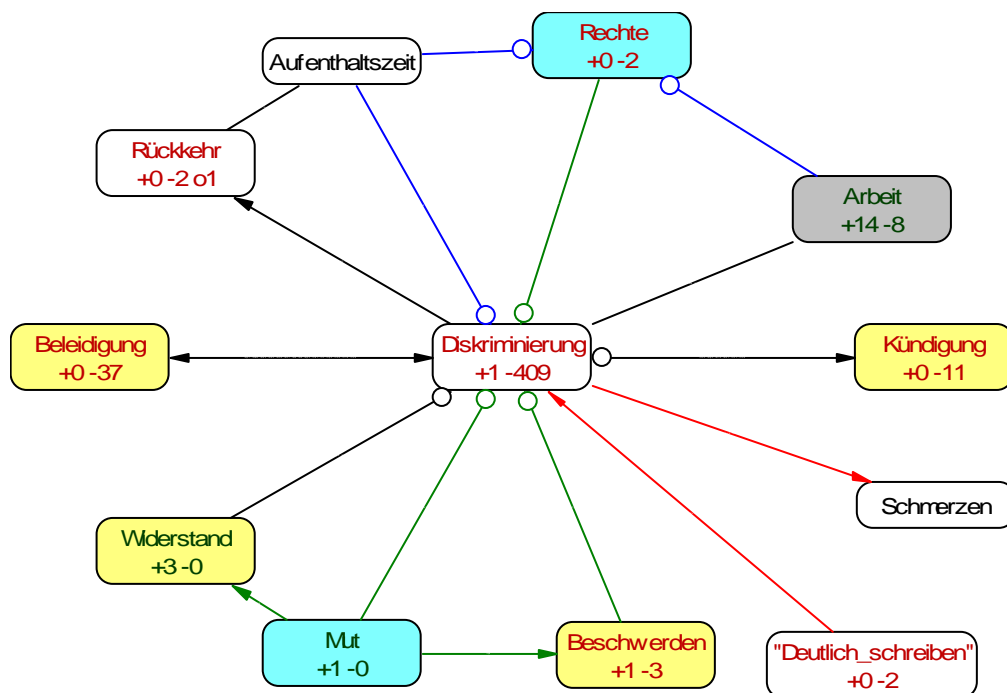 Rechte
+0 -2
Aufenthaltszeit
Rückkehr
+0 -2 o1
Arbeit
+14 -8
Beleidigung
+0 -37
Diskriminierung
+1 -409
Kündigung
+0 -11
Schmerzen
Widerstand
+3 -0
Mut
+1 -0
Beschwerden
+1 -3
"Deutlich_schreiben"
+0 -2